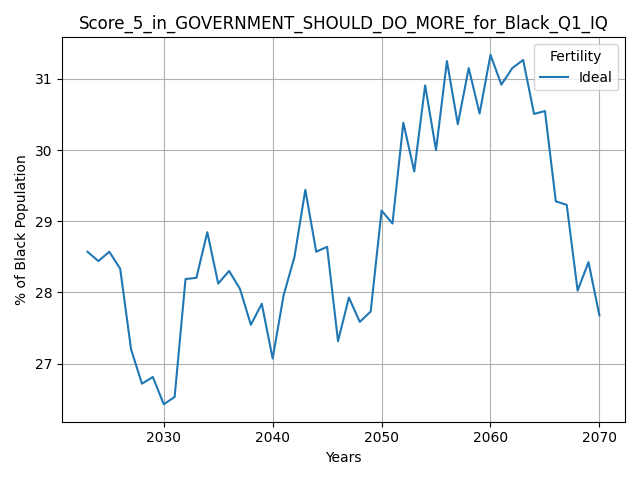 Score_5_in_GOVERNMENT_SHOULD_DO_MORE_for_Black_Q1_IQ
Fertility
Ideal
31
30
29
28
27
% of Black Population
2030 2040 2050 2060 2070
Years